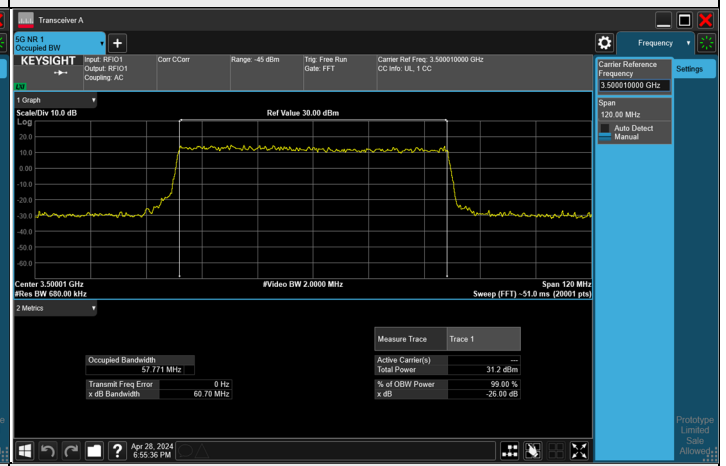 Transceiver A
5G NR 1
Occupied BW
+
Frequency
KEYSIGHT
LXI
Input: RFIO1
Output: RFIO1
Coupling: AC
Corr CCorr
Range: -45 dBm
Trig: Free Run
Gate: FFT
Carrier Ref Freq: 3.500010000 GHz
CC Info: UL, 1 CC
Carrier Reference
Frequency
3.500010000 GHz
Settings
Span
120.00 MHz
Auto Detect
Manual
1 Graph
Scale/Div 10.0 dB
Ref Value 30.00 dBm
Log
20.0
10.0
0.00
-10.0
-20.0
-30.0
-40.0
-50.0
-60.0
Center 3.50001 GHz
#Video BW 2.0000 MHz
Span 120 MHz
#Res BW 680.00 kHz
Sweep (FFT) ~51.0 ms (20001 pts)
2 Metrics
Measure Trace
Trace 1
Occupied Bandwidth
57.771 MHz
Active Carrier(s)
---
Total Power
31.2 dBm
Transmit Freq Error
0 Hz
x dB Bandwidth
60.70 MHz
% of OBW Power
99.00 %
x dB
-26.00 dB
Prototype
Limited
Sale
Allowed
?
Apr 28, 2024
6:55:36 PM